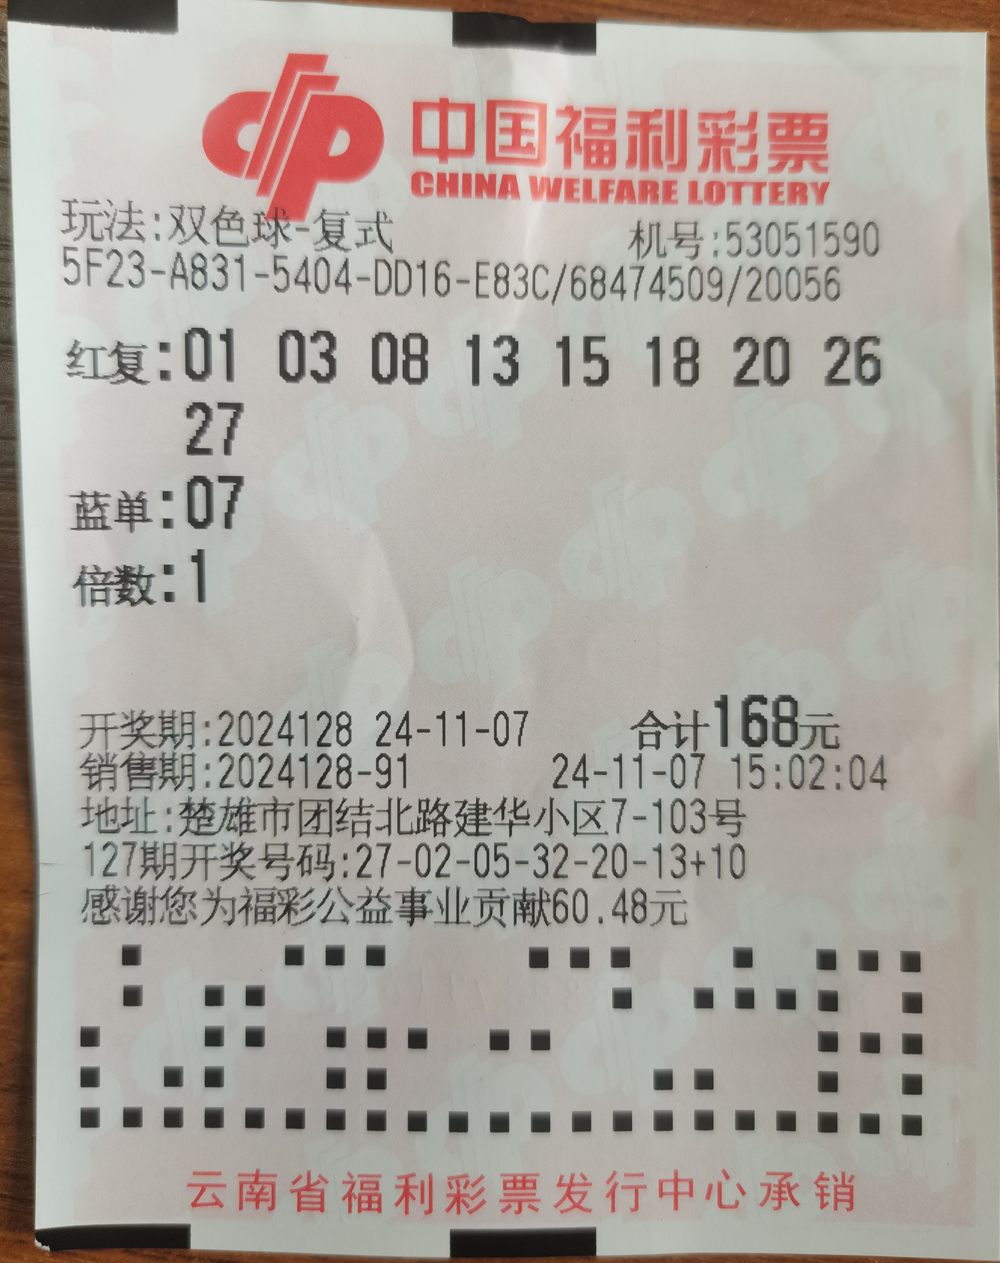 中国福利彩票
CHINA WELFARE LOTTERY
玩法:双色球-复式 机号:53051590
5F23-A831-5404-DD16-E83C/68474509/20056
红复:01 03 08 13 15 18 20 26
27
蓝单:07
倍数:1
开奖期:2024128 24-11-07 合计168元
销售期:2024128-91 24-11-07 15:02:04
地址:楚雄市团结北路建华小区7-103号
127期开奖号码:27-02-05-32-20-13+10
感谢您为福彩公益事业贡献60.48元
云南省福利彩票发行中心承销